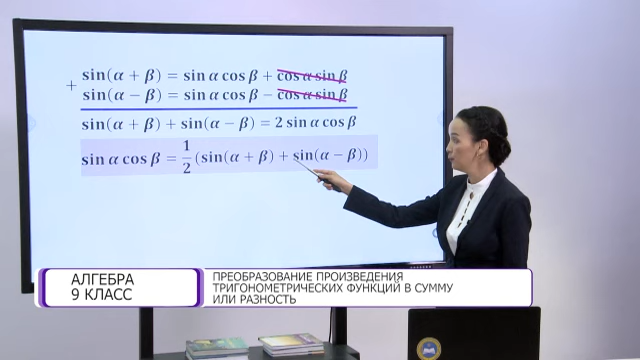 + sin(α + β) = sin α cos β + cos α sin β
sin(α − β) = sin α cos β − cos α sin β
sin(α + β) + sin(α − β) = 2 sin α cos β
sin α cos β = 1/2 (sin(α + β) + sin(α − β))
АЛГЕБРА
9 КЛАСС
ПРЕОБРАЗОВАНИЕ ПРОИЗВЕДЕНИЯ
ТРИГОНОМЕТРИЧЕСКИХ ФУНКЦИЙ В СУММУ
ИЛИ РАЗНОСТЬ